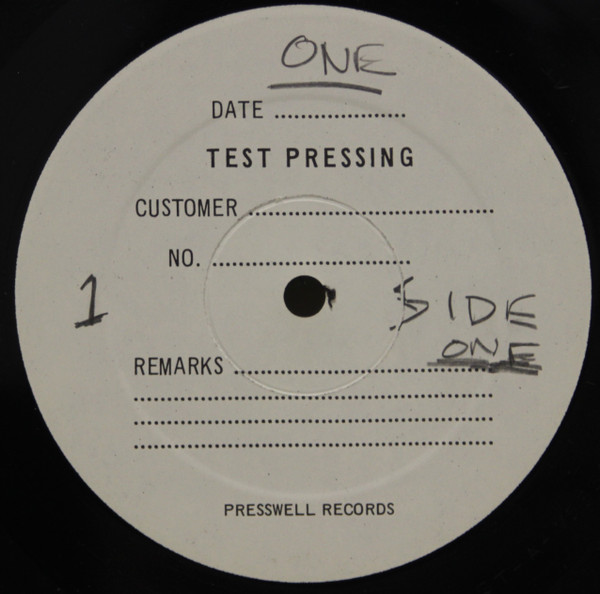 ONE
DATE ....................
TEST PRESSING
CUSTOMER ......................................
NO. ..............................
1
SIDE
ONE
REMARKS ........................................
........................................................
........................................................
........................................................
PRESSWELL RECORDS